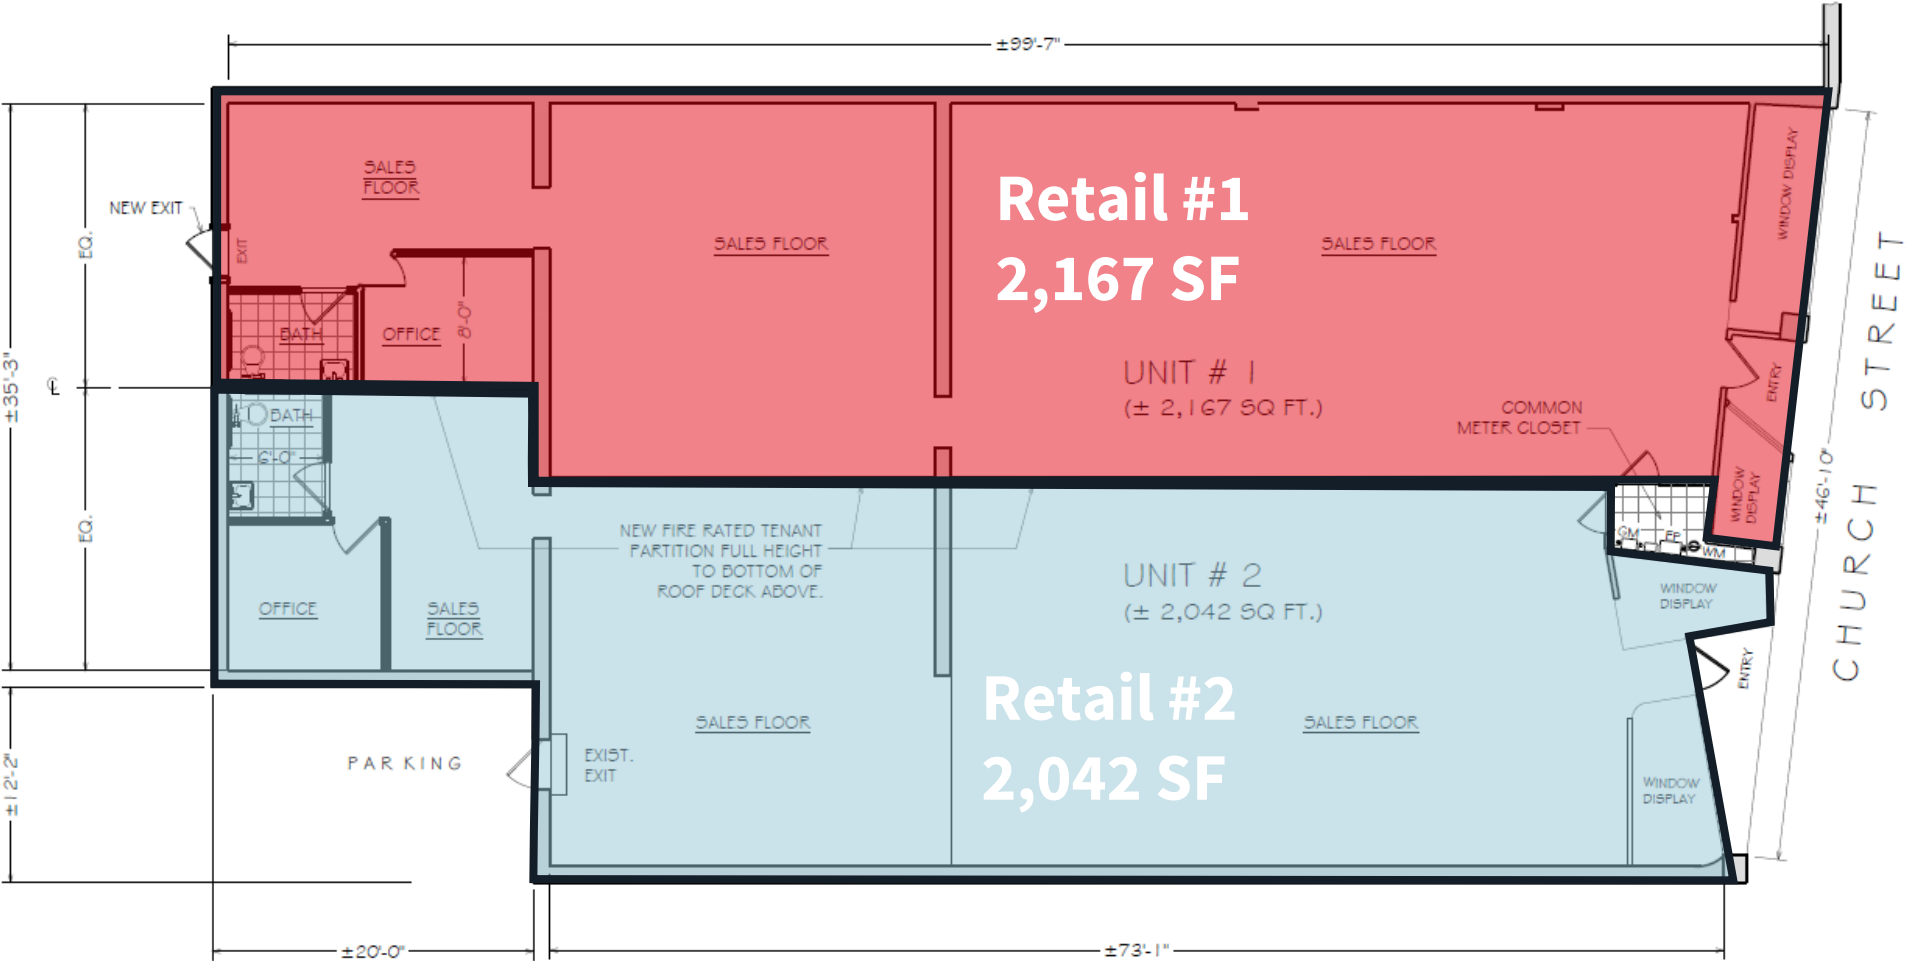 ±99'-7"
NEW EXIT
EXIT
EQ.
SALES
FLOOR
BATH
OFFICE
8'-0"
SALES FLOOR
Retail #1
2,167 SF
SALES FLOOR
UNIT # 1
(± 2,167 SQ FT.)
COMMON
METER CLOSET
WINDOW DISPLAY
ENTRY
WINDOW
DISPLAY
CHURCH STREET
±46'-10"
±35'-3"
℄
EQ.
BATH
6'-0"
OFFICE
SALES
FLOOR
NEW FIRE RATED TENANT
PARTITION FULL HEIGHT
TO BOTTOM OF
ROOF DECK ABOVE.
UNIT # 2
(± 2,042 SQ FT.)
GM
EP
WM
WINDOW
DISPLAY
ENTRY
Retail #2
2,042 SF
SALES FLOOR
SALES FLOOR
WINDOW
DISPLAY
PARKING
EXIST.
EXIT
±12'-2"
±20'-0"
±73'-1"